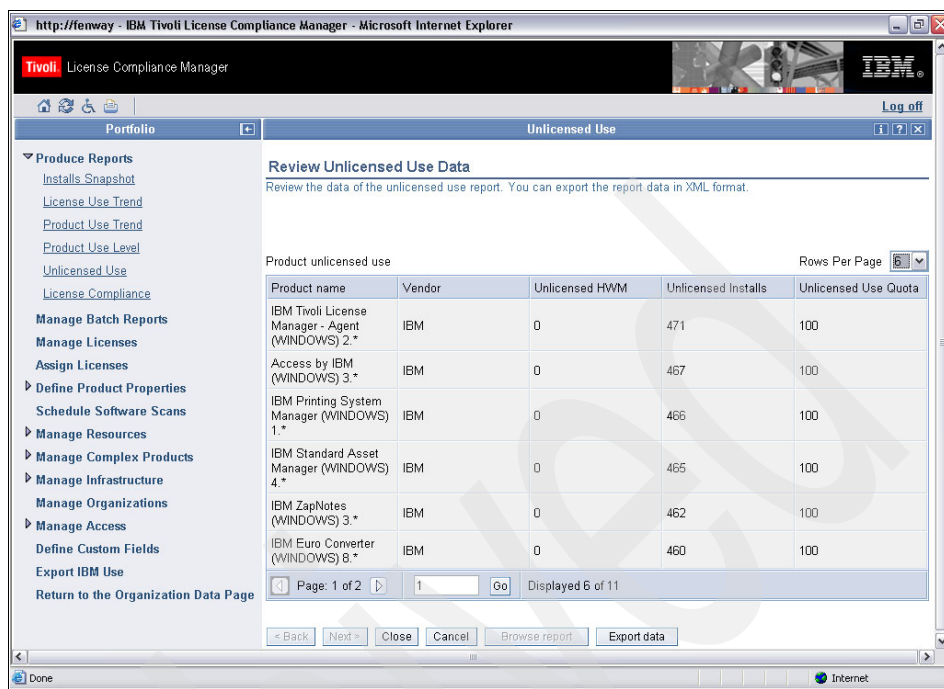 http://fenway - IBM Tivoli License Compliance Manager - Microsoft Internet Explorer
Tivoli. License Compliance Manager
IBM®
Log off
Portfolio
Unlicensed Use
i ? x
Produce Reports
Installs Snapshot
License Use Trend
Product Use Trend
Product Use Level
Unlicensed Use
License Compliance
Manage Batch Reports
Manage Licenses
Assign Licenses
Define Product Properties
Schedule Software Scans
Manage Resources
Manage Complex Products
Manage Infrastructure
Manage Organizations
Manage Access
Define Custom Fields
Export IBM Use
Return to the Organization Data Page
Review Unlicensed Use Data
Review the data of the unlicensed use report. You can export the report data in XML format.
Product unlicensed use Rows Per Page 6
Product name Vendor Unlicensed HWM Unlicensed Installs Unlicensed Use Quota
IBM Tivoli License
Manager - Agent
(WINDOWS) 2.* IBM 0 471 100
Access by IBM
(WINDOWS) 3.* IBM 0 467 100
IBM Printing System
Manager (WINDOWS)
1.* IBM 0 466 100
IBM Standard Asset
Manager (WINDOWS)
4.* IBM 0 465 100
IBM ZapNotes
(WINDOWS) 3.* IBM 0 462 100
IBM Euro Converter
(WINDOWS) 8.* IBM 0 460 100
Page: 1 of 2 1 Go Displayed 6 of 11
< Back Next > Close Cancel Browse report Export data
Done Internet